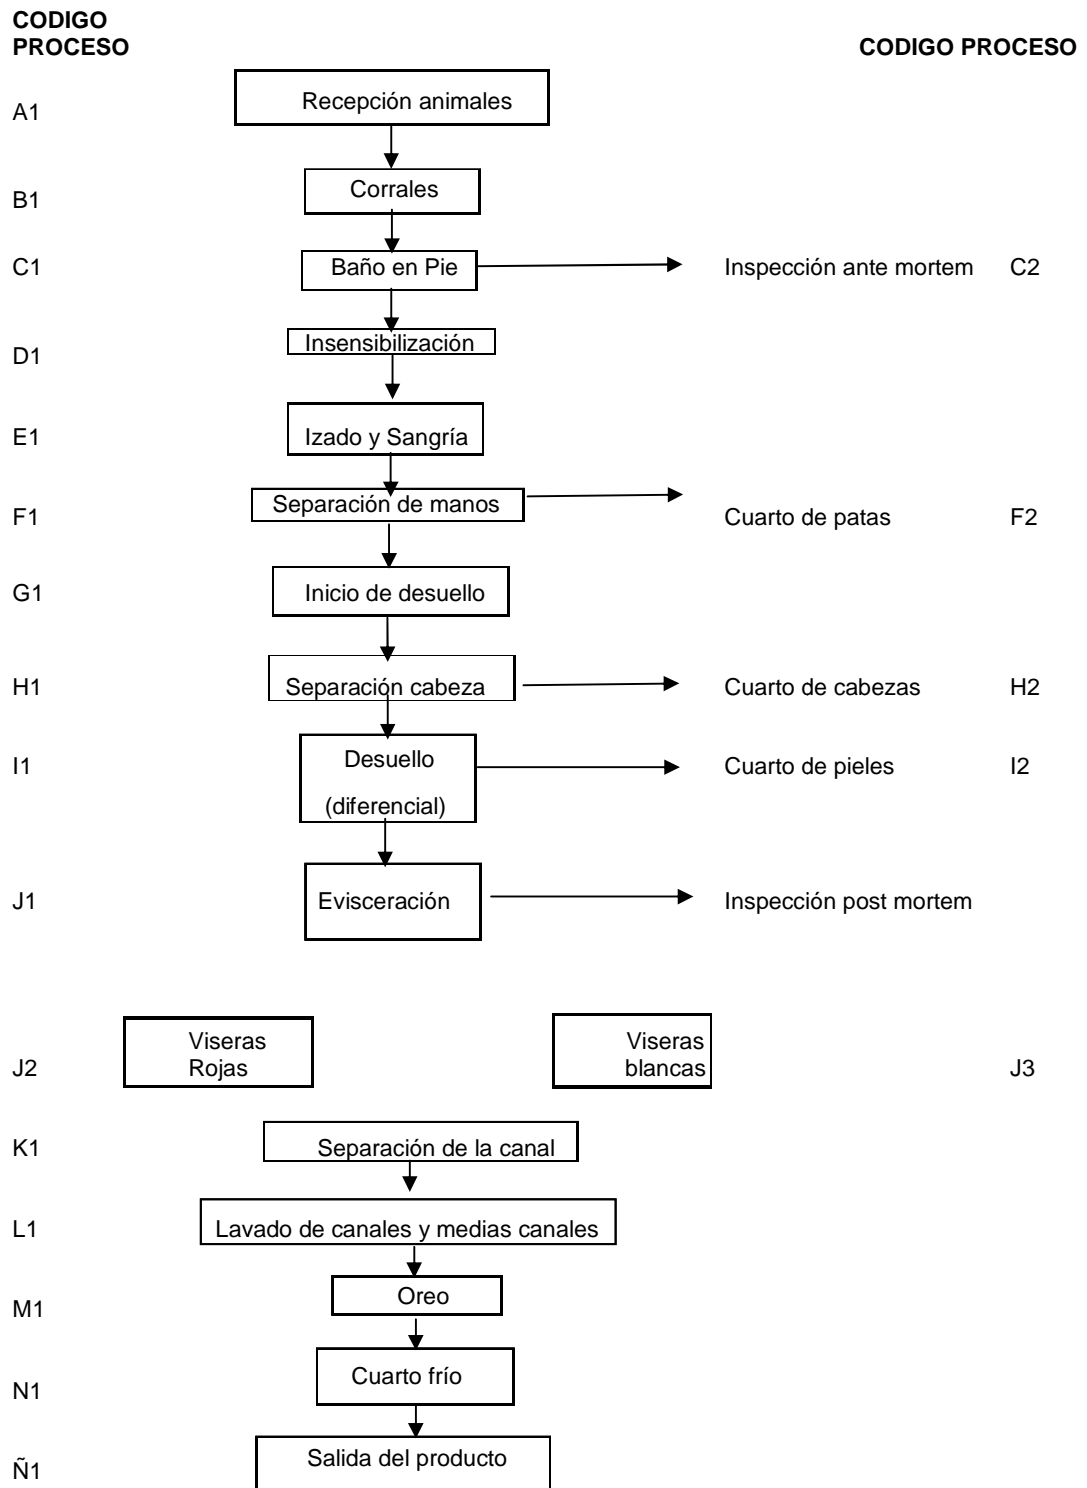 CODIGO
PROCESO CODIGO PROCESO
A1 Recepción animales
B1 Corrales
C1 Baño en Pie Inspección ante mortem C2
D1 Insensibilización
E1 Izado y Sangría
F1 Separación de manos Cuarto de patas F2
G1 Inicio de desuello
H1 Separación cabeza Cuarto de cabezas H2
I1 Desuello Cuarto de pieles I2
(diferencial)
J1 Evisceración Inspección post mortem
Viseras Viseras
J2 Rojas blancas J3
K1 Separación de la canal
L1 Lavado de canales y medias canales
M1 Oreo
N1 Cuarto frío
Ñ1 Salida del producto